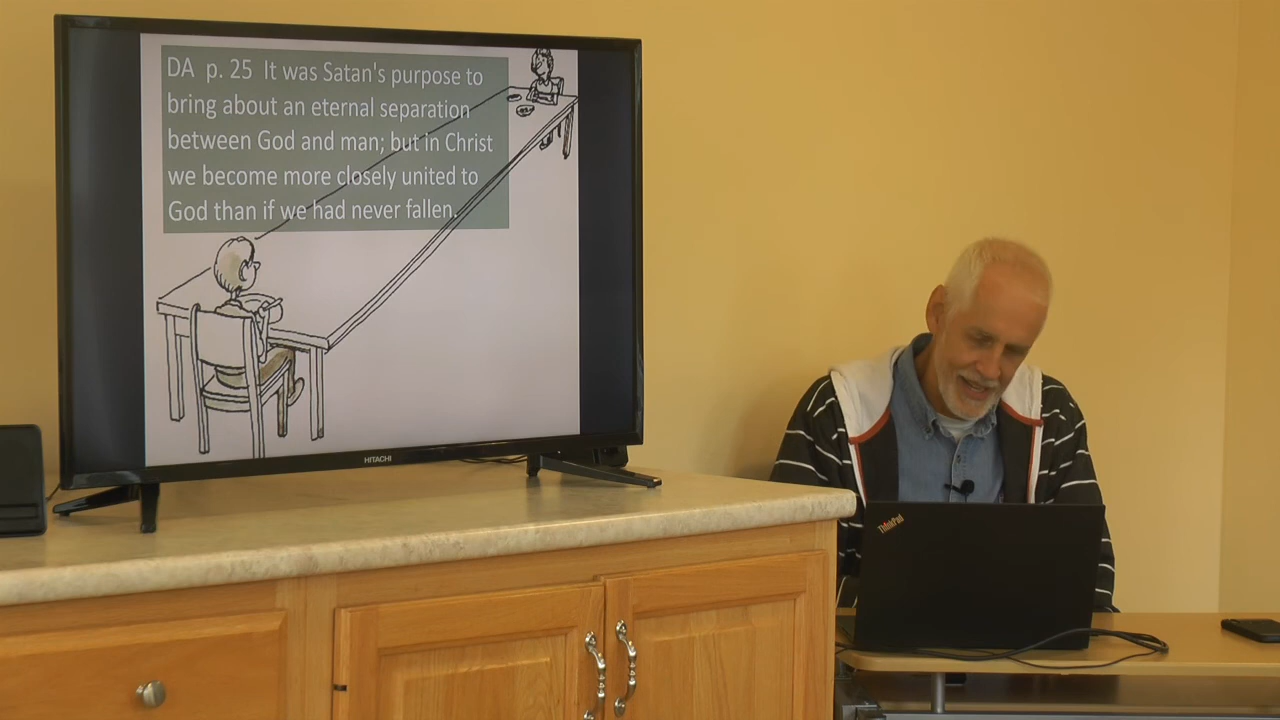 DA p. 25 It was Satan's purpose to
bring about an eternal separation
between God and man; but in Christ
we become more closely united to
God than if we had never fallen.
HITACHI
ThinkPad